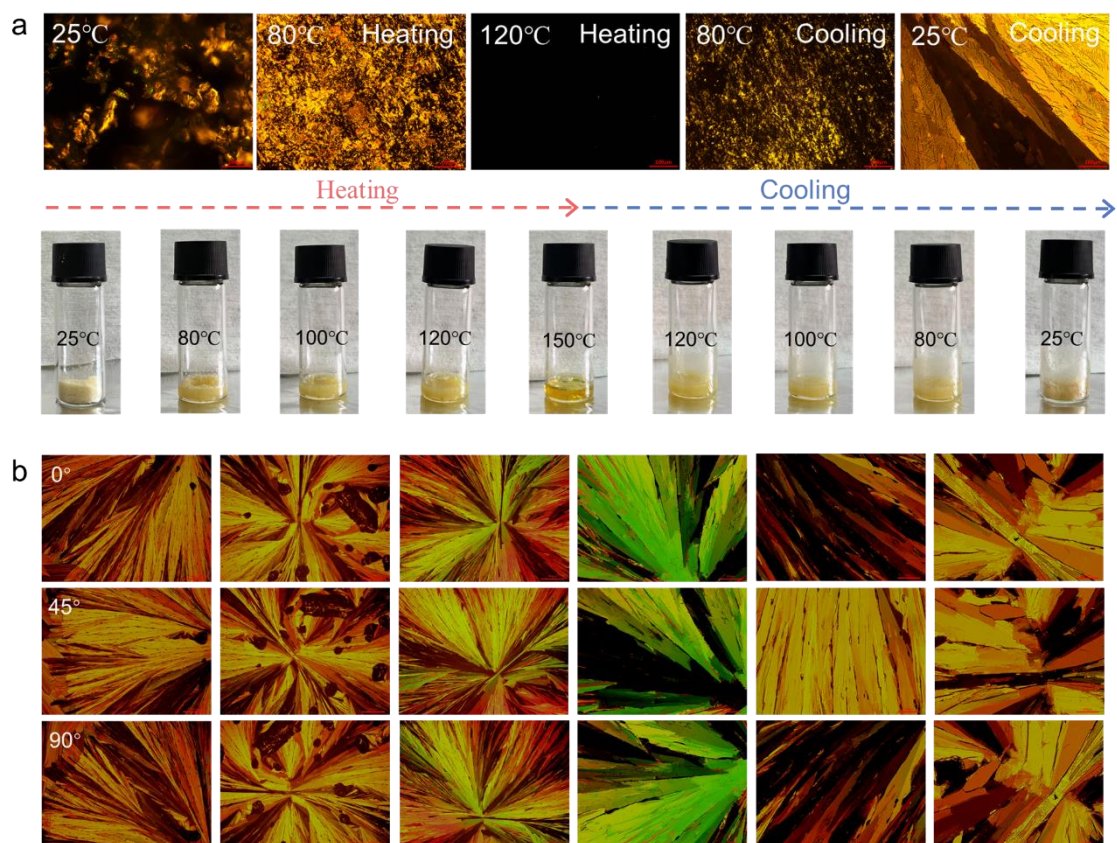 a
25℃
80℃ Heating
120℃ Heating
80℃ Cooling
25℃ Cooling
Heating
Cooling
25℃
80℃
100℃
120℃
150℃
120℃
100℃
80℃
25℃
b
0°
45°
90°